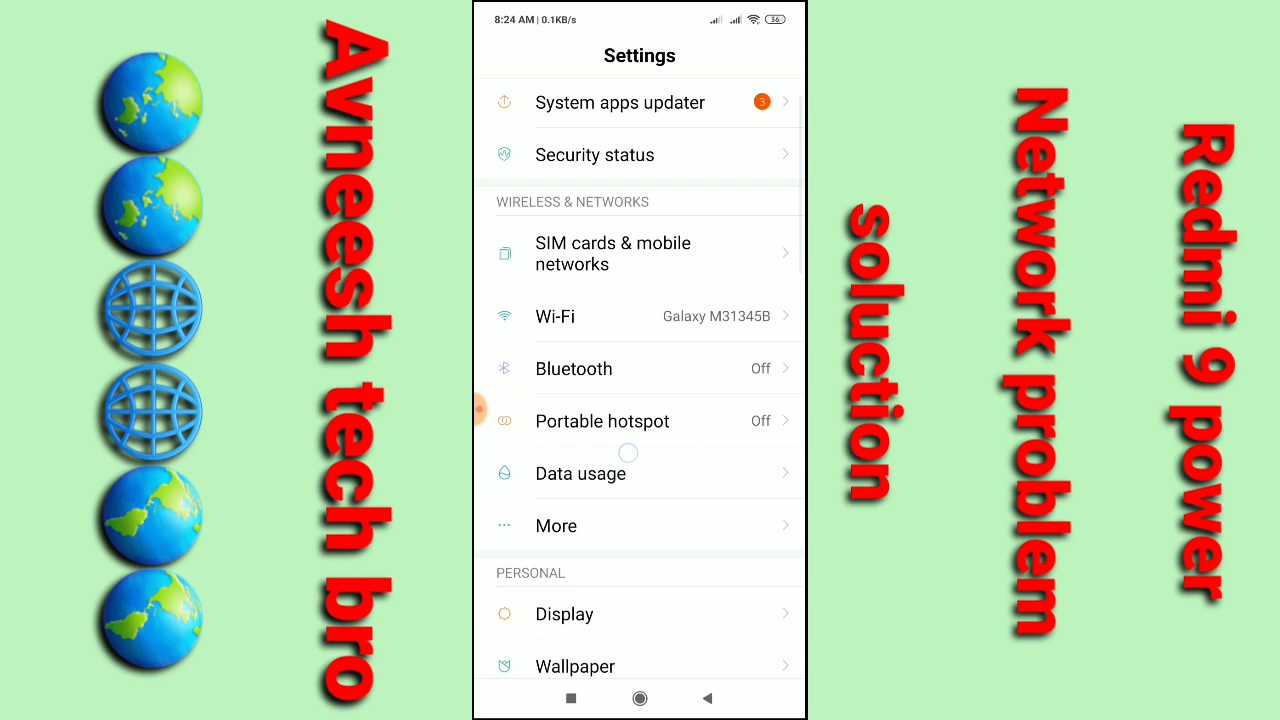 Avneesh tech bro
8:24 AM | 0.1KB/s
36
Settings
System apps updater
3
Security status
WIRELESS & NETWORKS
SIM cards & mobile
networks
Wi-Fi
Galaxy M31345B
Bluetooth
Off
Portable hotspot
Off
Data usage
More
PERSONAL
Display
Wallpaper
Redmi 9 power
Network problem
soluction